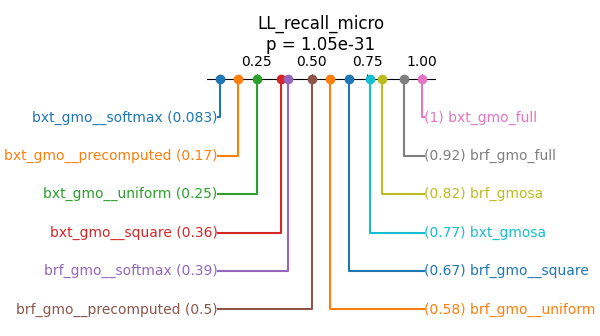 LL_recall_micro
p = 1.05e-31
0.25 0.50 0.75 1.00
bxt_gmo__softmax (0.083) (1) bxt_gmo_full
bxt_gmo__precomputed (0.17) (0.92) brf_gmo_full
bxt_gmo__uniform (0.25) (0.82) brf_gmosa
bxt_gmo__square (0.36) (0.77) bxt_gmosa
brf_gmo__softmax (0.39) (0.67) brf_gmo__square
brf_gmo__precomputed (0.5) (0.58) brf_gmo__uniform